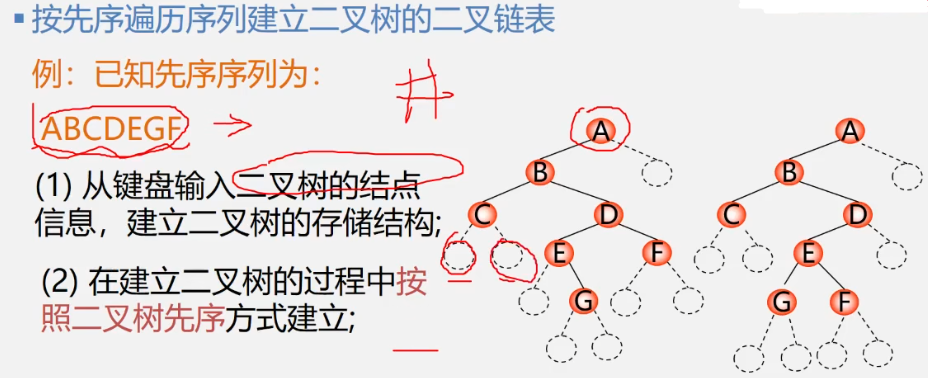 按先序遍历序列建立二叉树的二叉链表
例：已知先序序列为：
#
ABCDEGF
(1) 从键盘输入二叉树的结点
信息，建立二叉树的存储结构;
(2) 在建立二叉树的过程中按
照二叉树先序方式建立;
A
B
C
D
E
F
G
A
B
C
D
E
G
F